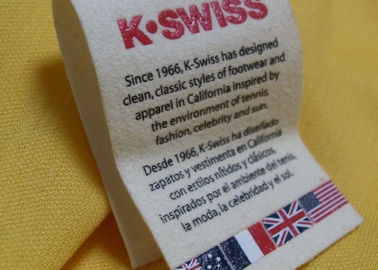 K·SWISS
Since 1966, K-Swiss has designed
clean, classic styles of footwear and
apparel in California inspired by
the environment of tennis,
fashion, celebrity and sun.
Desde 1966, K-Swiss ha diseñado
zapatos y vestimenta en California
con estilos nítidos y clásicos,
inspirados por el ambiente del tenis,
la moda, la celebridad y el sol.